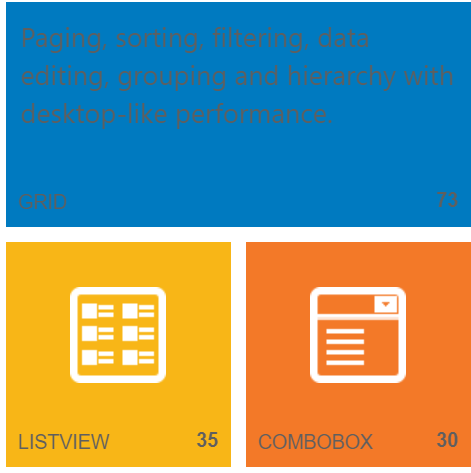 Paging, sorting, filtering, data
editing, grouping and hierarchy with
desktop-like performance.
GRID 73
LISTVIEW 35 COMBOBOX 30